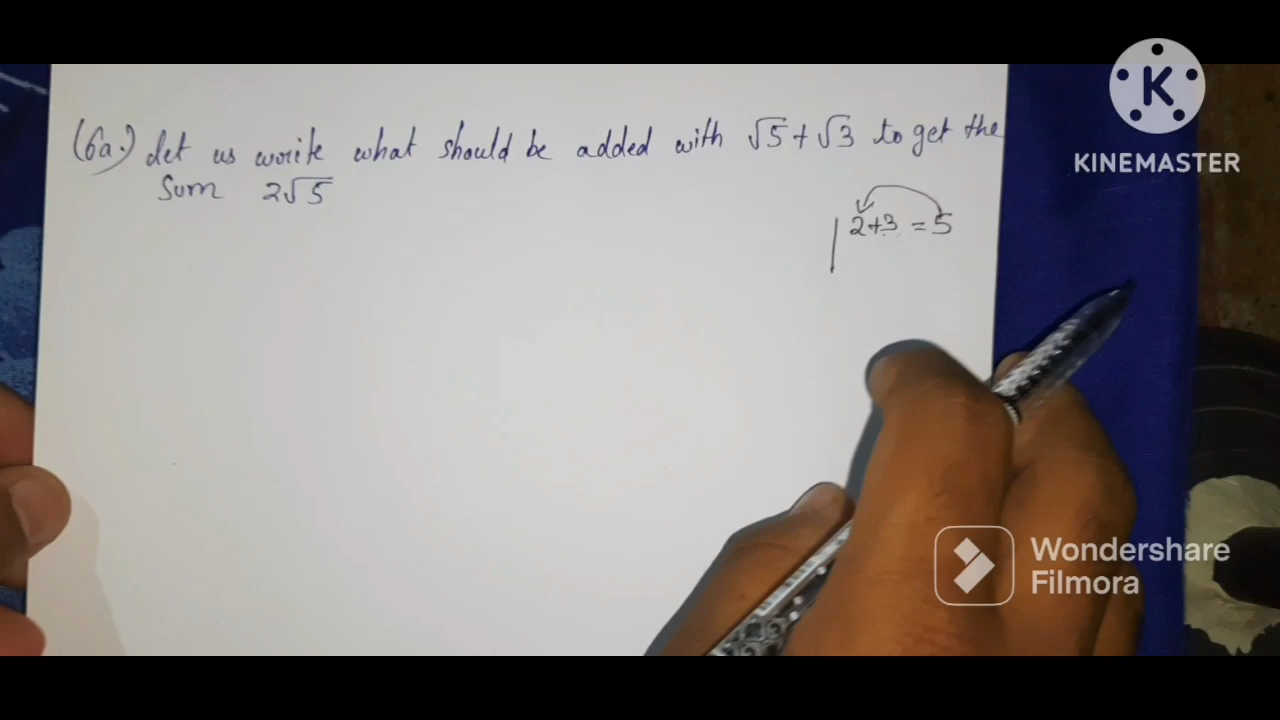 (6a.) Let us write what should be added with √5 + √3 to get the
Sum 2√5
2+3 = 5
KINEMASTER
Wondershare
Filmora